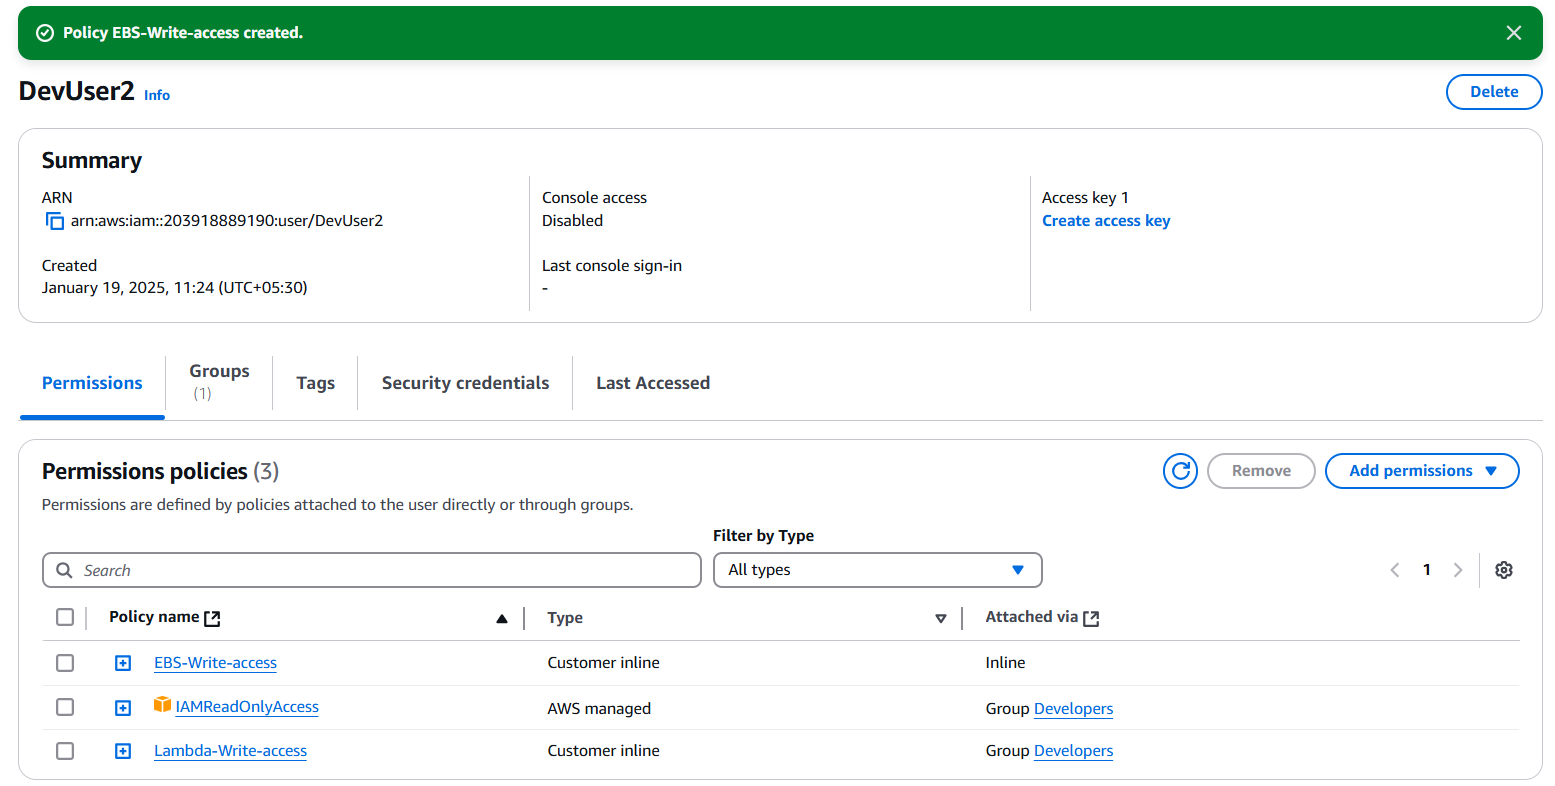 Policy EBS-Write-access created.
DevUser2 Info
Delete
Summary
ARN
arn:aws:iam::203918889190:user/DevUser2
Created
January 19, 2025, 11:24 (UTC+05:30)
Console access
Disabled
Last console sign-in
-
Access key 1
Create access key
Permissions
Groups
(1)
Tags
Security credentials
Last Accessed
Permissions policies (3)
Remove
Add permissions
Permissions are defined by policies attached to the user directly or through groups.
Filter by Type
Search
All types
1
Policy name Type Attached via
EBS-Write-access Customer inline Inline
IAMReadOnlyAccess AWS managed Group Developers
Lambda-Write-access Customer inline Group Developers